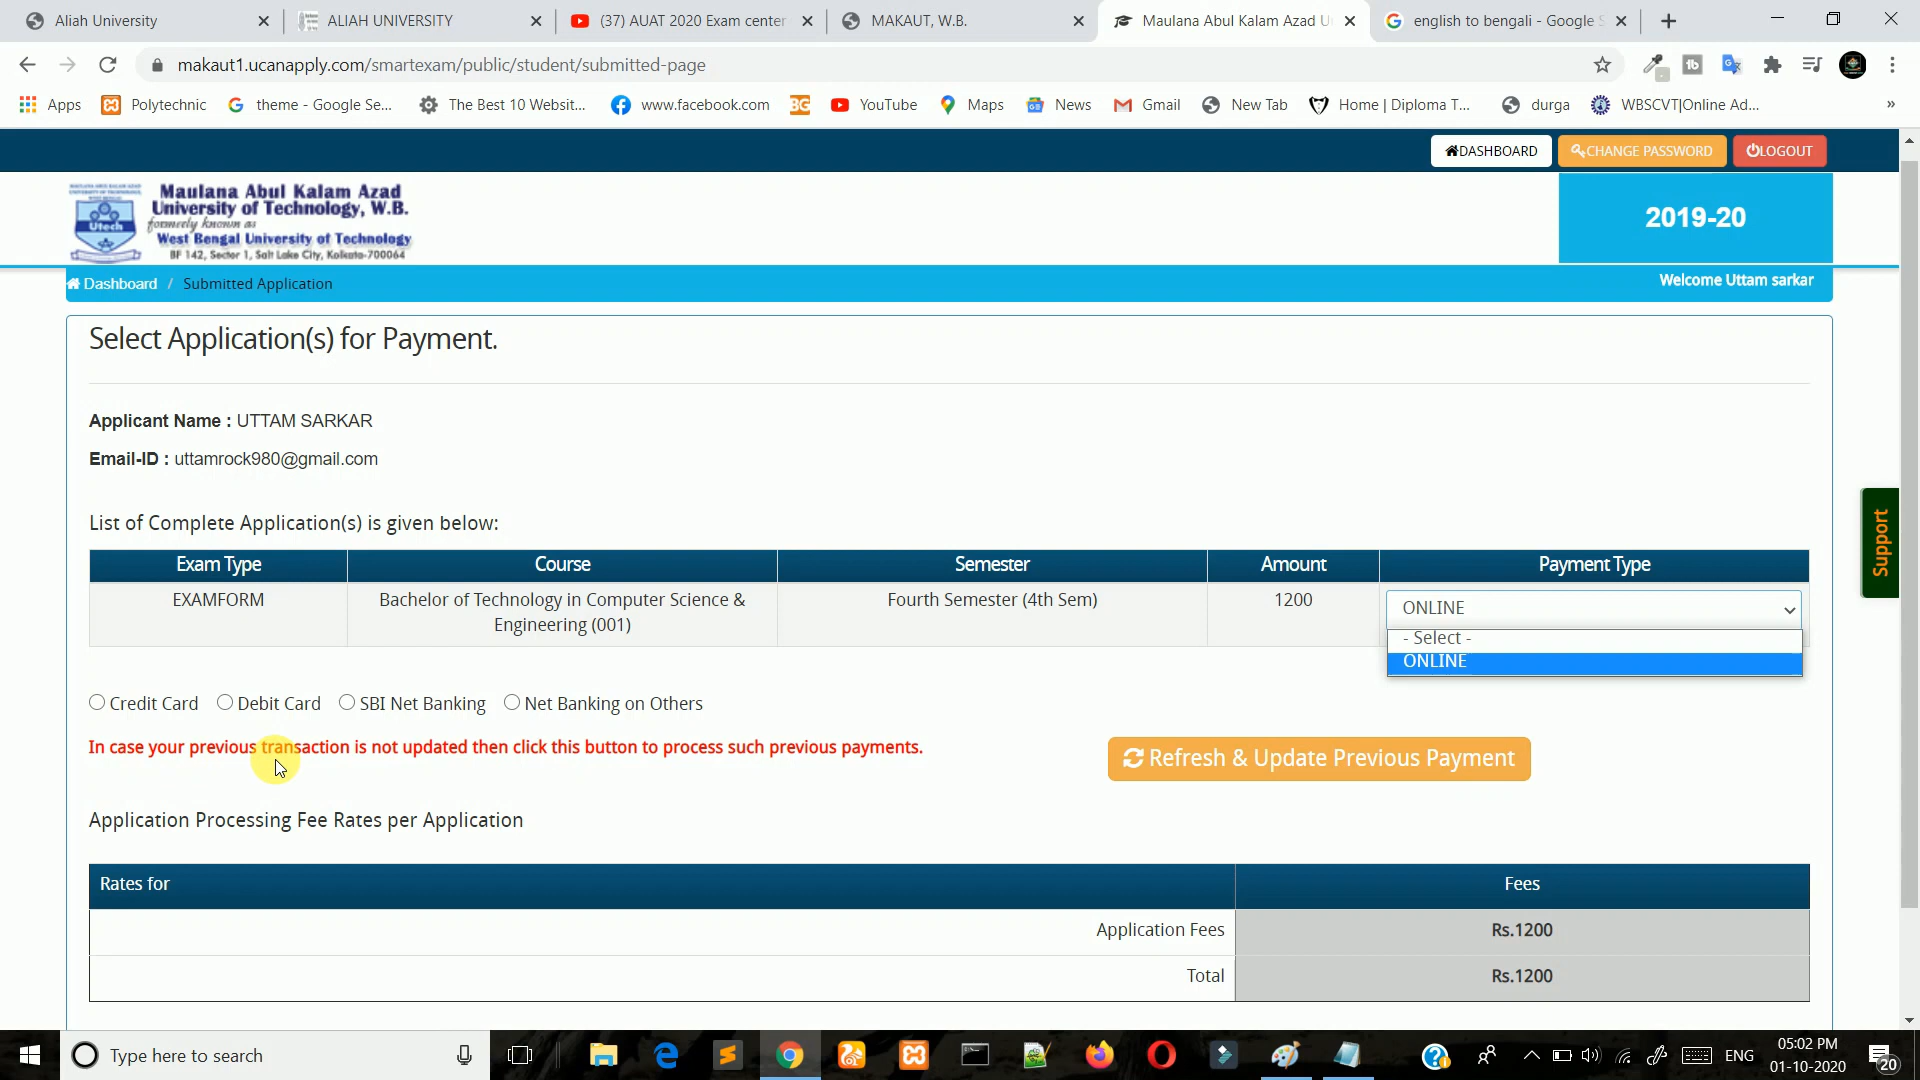 Aliah University
ALIAH UNIVERSITY
(37) AUAT 2020 Exam center
MAKAUT, W.B.
Maulana Abul Kalam Azad U
english to bengali - Google S
makaut1.ucanapply.com/smartexam/public/student/submitted-page
Apps
Polytechnic
theme - Google Se...
The Best 10 Websit...
www.facebook.com
BG
YouTube
Maps
News
Gmail
New Tab
Home | Diploma T...
durga
WBSCVT|Online Ad...
»
DASHBOARD
CHANGE PASSWORD
LOGOUT
Maulana Abul Kalam Azad
University of Technology, W.B.
formerly known as
West Bengal University of Technology
BF 142, Sector 1, Salt Lake City, Kolkata-700064
Utech
2019-20
Dashboard / Submitted Application
Welcome Uttam sarkar
Select Application(s) for Payment.
Applicant Name : UTTAM SARKAR
Email-ID : uttamrock980@gmail.com
List of Complete Application(s) is given below:
Exam Type
Course
Semester
Amount
Payment Type
EXAMFORM
Bachelor of Technology in Computer Science &
Engineering (001)
Fourth Semester (4th Sem)
1200
ONLINE
- Select -
ONLINE
Support
Credit Card
Debit Card
SBI Net Banking
Net Banking on Others
In case your previous transaction is not updated then click this button to process such previous payments.
Refresh & Update Previous Payment
Application Processing Fee Rates per Application
Rates for
Fees
Application Fees
Rs.1200
Total
Rs.1200
Type here to search
ENG
05:02 PM
01-10-2020
20